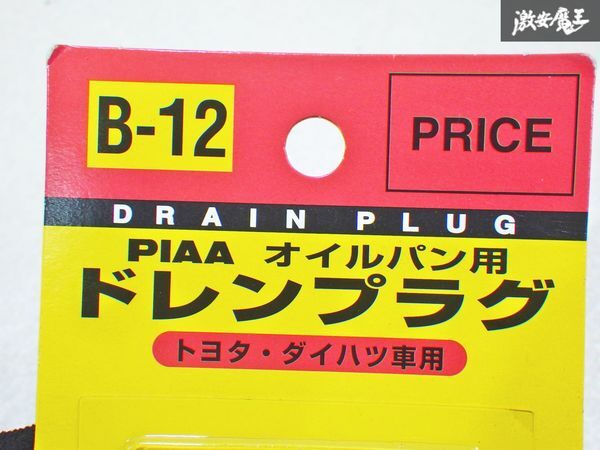 激安魔王
B-12
PRICE
DRAIN PLUG
PIAA オイルパン用
ドレンプラグ
トヨタ・ダイハツ車用